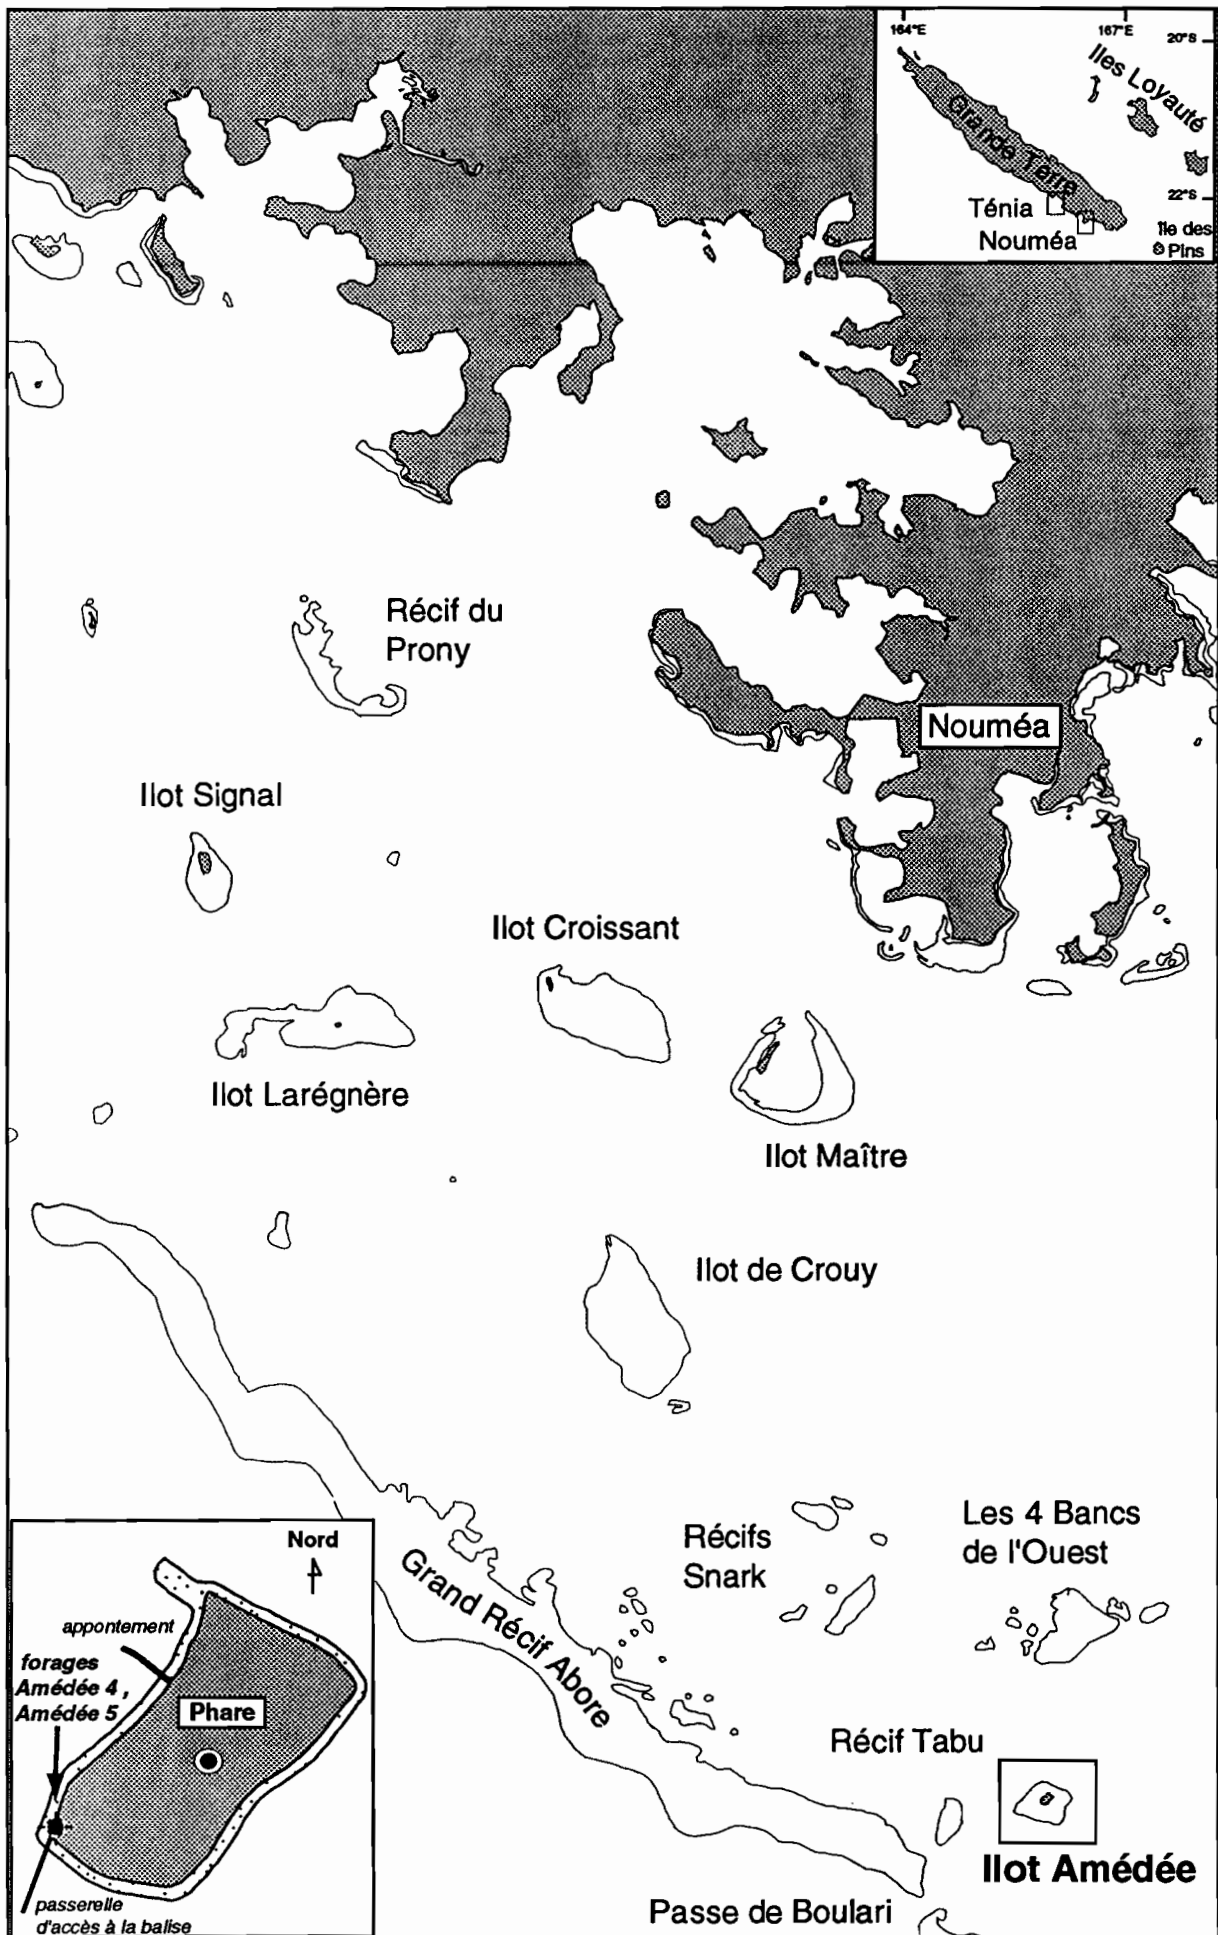 164°E
167°E
20°S
Iles Loyauté
Grande Terre
22°S
Ténia
Nouméa
Ile des
Pins
Récif du
Prony
Nouméa
Ilot Signal
Ilot Croissant
Ilot Larégnère
Ilot Maître
Ilot de Crouy
Récifs
Snark
Les 4 Bancs
de l'Ouest
Grand Récif Abore
Récif Tabu
Ilot Amédée
Passe de Boulari
Nord
appontement
forages
Amédée 4 ,
Amédée 5
Phare
passerelle
d'accès à la balise